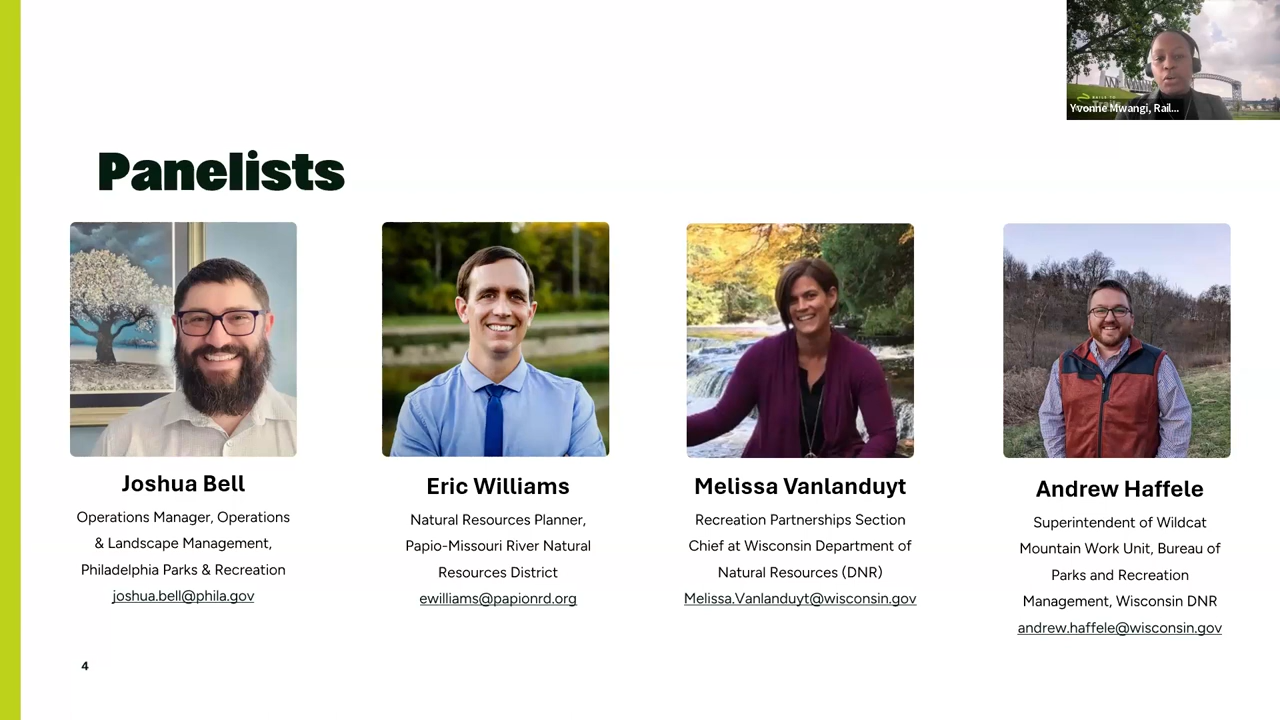 Yvonne Mwangi, Rail...
Panelists
Joshua Bell
Operations Manager, Operations
& Landscape Management,
Philadelphia Parks & Recreation
joshua.bell@phila.gov
Eric Williams
Natural Resources Planner,
Papio-Missouri River Natural
Resources District
ewilliams@papionrd.org
Melissa Vanlanduyt
Recreation Partnerships Section
Chief at Wisconsin Department of
Natural Resources (DNR)
Melissa.Vanlanduyt@wisconsin.gov
Andrew Haffele
Superintendent of Wildcat
Mountain Work Unit, Bureau of
Parks and Recreation
Management, Wisconsin DNR
andrew.haffele@wisconsin.gov
4